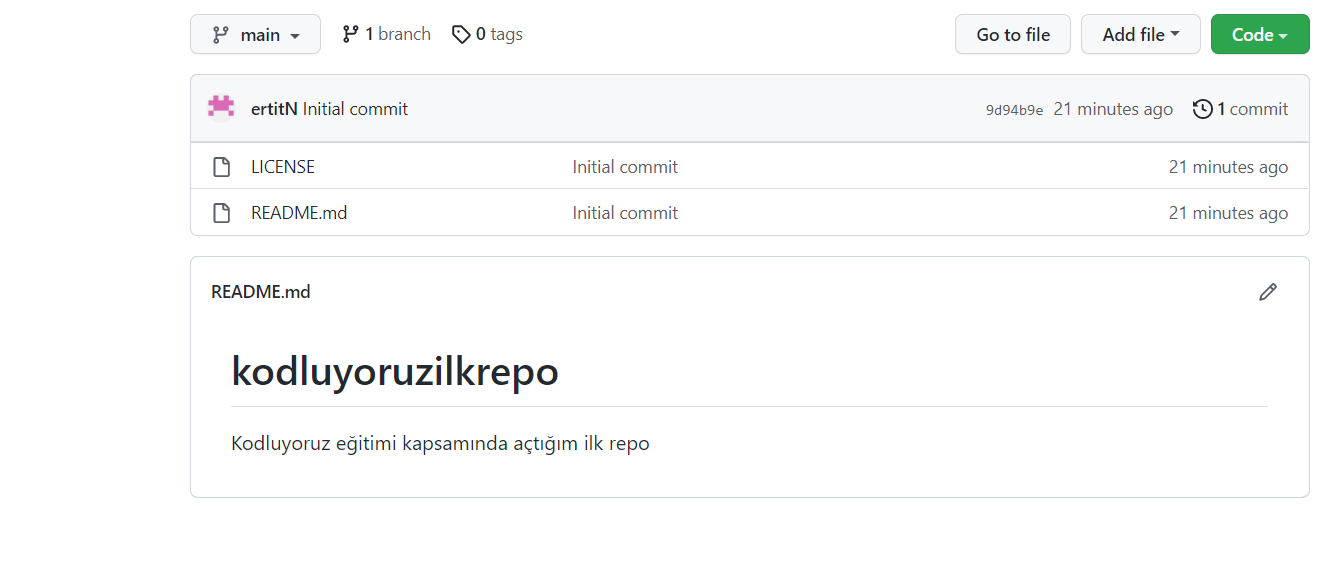 main 1 branch 0 tags Go to file Add file Code
ertitN Initial commit 9d94b9e 21 minutes ago 1 commit
LICENSE Initial commit 21 minutes ago
README.md Initial commit 21 minutes ago
README.md
kodluyoruzilkrepo
Kodluyoruz eğitimi kapsamında açtığım ilk repo